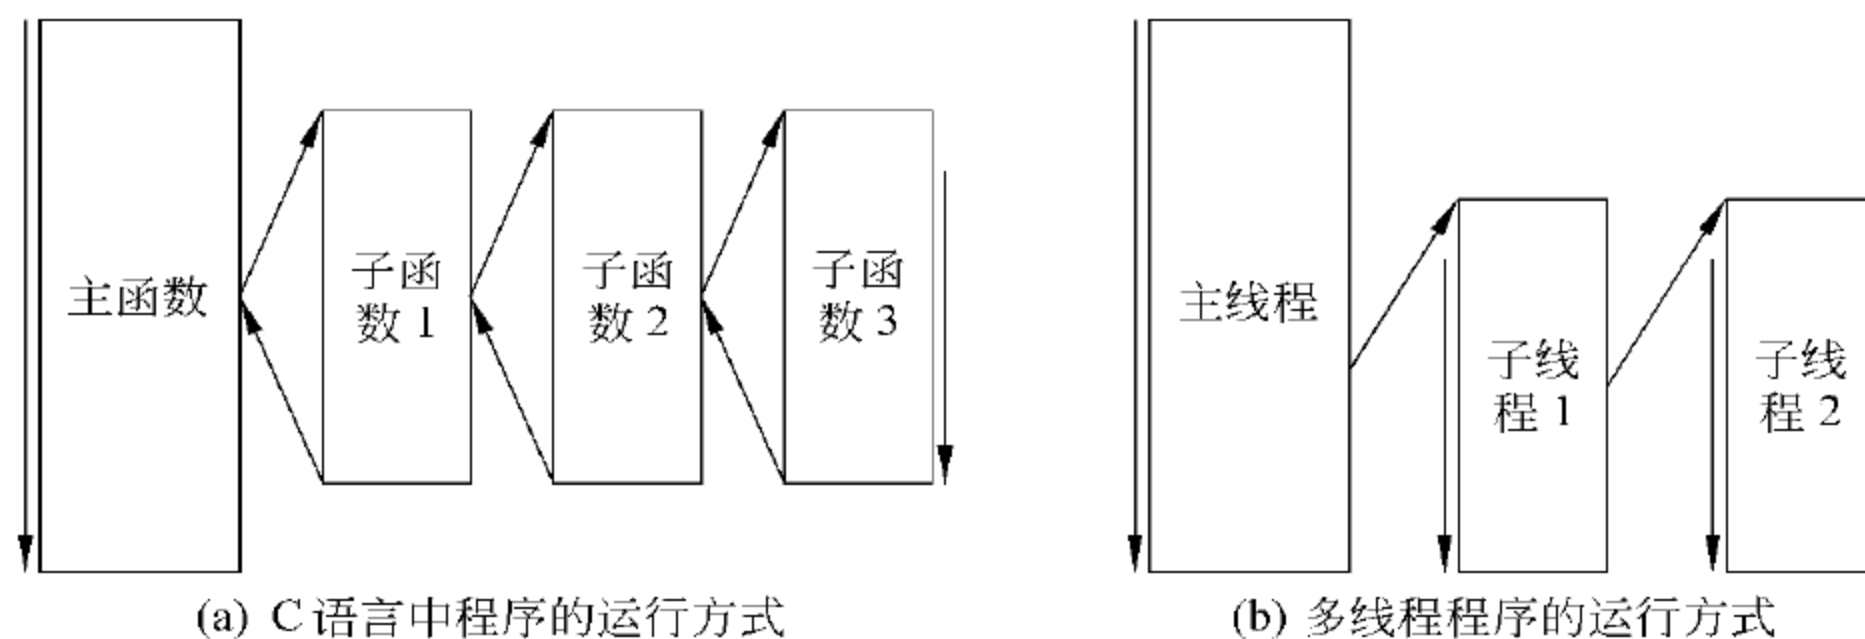 主函数
子函
数 1
子函
数 2
子函
数 3
(a) C 语言中程序的运行方式
主线程
子线
程 1
子线
程 2
(b) 多线程程序的运行方式